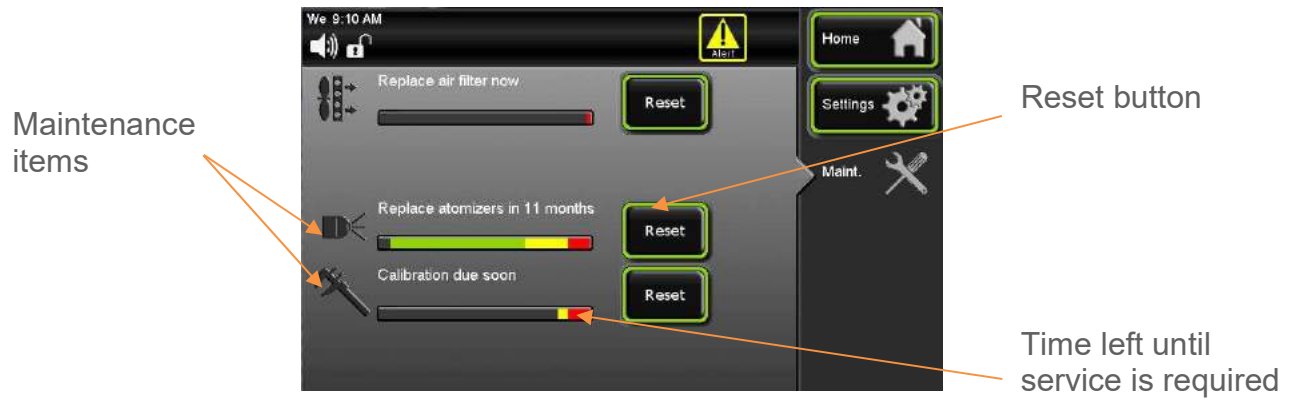 We 9:10 AM
Alert
Home
Replace air filter now
Reset
Settings
Reset button
Maintenance
items
Maint.
Replace atomizers in 11 months
Reset
Calibration due soon
Reset
Time left until
service is required